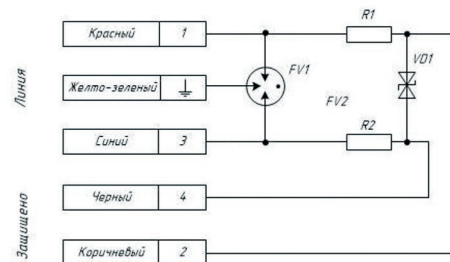 Линия
Красный 1
Желто-зеленый
Синий 3
Защищено
Черный 4
Коричневый 2
R1
FV1
VD1
FV2
R2